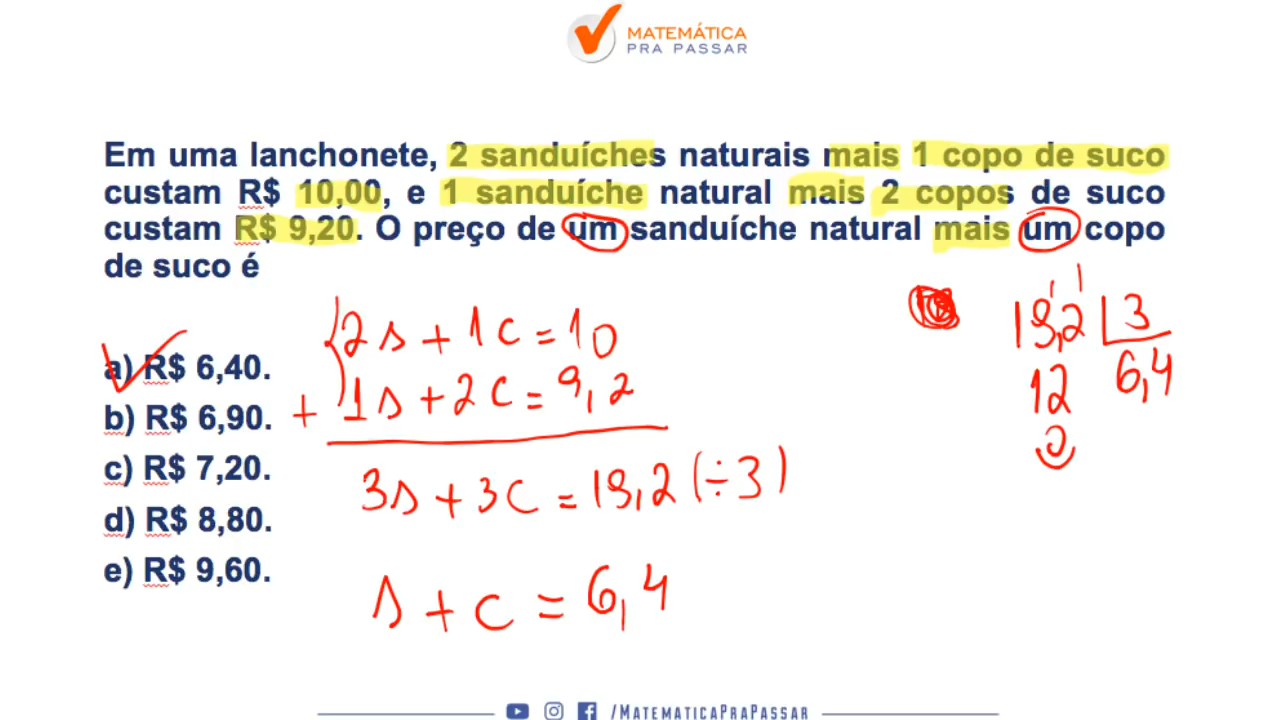 MATEMÁTICA
PRA PASSAR
Em uma lanchonete, 2 sanduíches naturais mais 1 copo de suco
custam R$ 10,00, e 1 sanduíche natural mais 2 copos de suco
custam R$ 9,20. O preço de um sanduíche natural mais um copo
de suco é
a) R$ 6,40.
b) R$ 6,90.
c) R$ 7,20.
d) R$ 8,80.
e) R$ 9,60.
2s + 1c = 10
+ 1s + 2c = 9,2
3s + 3c = 19,2 (÷3)
s + c = 6,4
19,2 | 3
12 6,4
0
/MATEMATICAPRAPASSAR